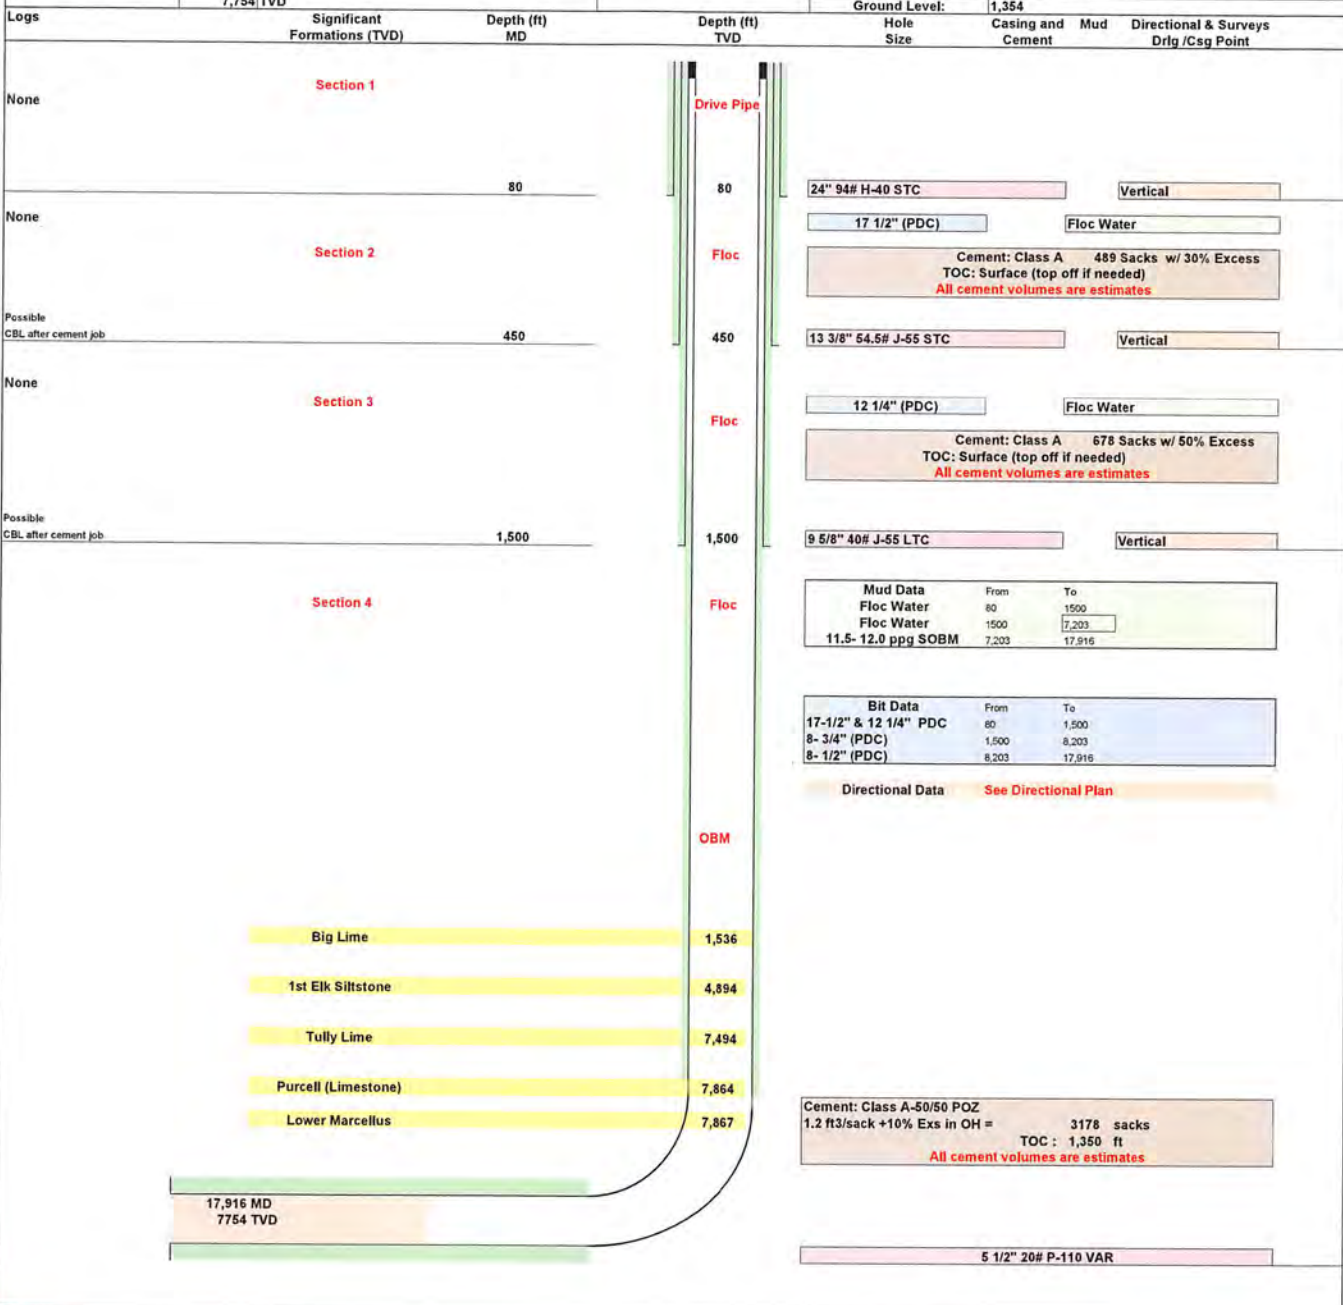 7,754 TVD
Ground Level: 1,354
Logs Significant Depth (ft) Depth (ft) Hole Casing and Mud Directional & Surveys
Formations (TVD) MD TVD Size Cement Drlg /Csg Point
Section 1
None
Drive Pipe
80 80 24" 94# H-40 STC Vertical
None 17 1/2" (PDC) Floc Water
Section 2 Floc
Cement: Class A 489 Sacks w/ 30% Excess
TOC: Surface (top off if needed)
All cement volumes are estimates
Possible
CBL after cement job 450 450 13 3/8" 54.5# J-55 STC Vertical
None
Section 3 12 1/4" (PDC) Floc Water
Floc
Cement: Class A 678 Sacks w/ 50% Excess
TOC: Surface (top off if needed)
All cement volumes are estimates
Possible
CBL after cement job 1,500 1,500 9 5/8" 40# J-55 LTC Vertical
Section 4 Floc
Mud Data From To
Floc Water 80 1500
Floc Water 1500 7,203
11.5- 12.0 ppg SOBM 7,203 17,916
Bit Data From To
17-1/2" & 12 1/4" PDC 80 1,500
8- 3/4" (PDC) 1,500 8,203
8- 1/2" (PDC) 8,203 17,916
Directional Data See Directional Plan
OBM
Big Lime 1,536
1st Elk Siltstone 4,894
Tully Lime 7,494
Purcell (Limestone) 7,864
Lower Marcellus 7,867
Cement: Class A-50/50 POZ
1.2 ft3/sack +10% Exs in OH = 3178 sacks
TOC : 1,350 ft
All cement volumes are estimates
17,916 MD
7754 TVD
5 1/2" 20# P-110 VAR